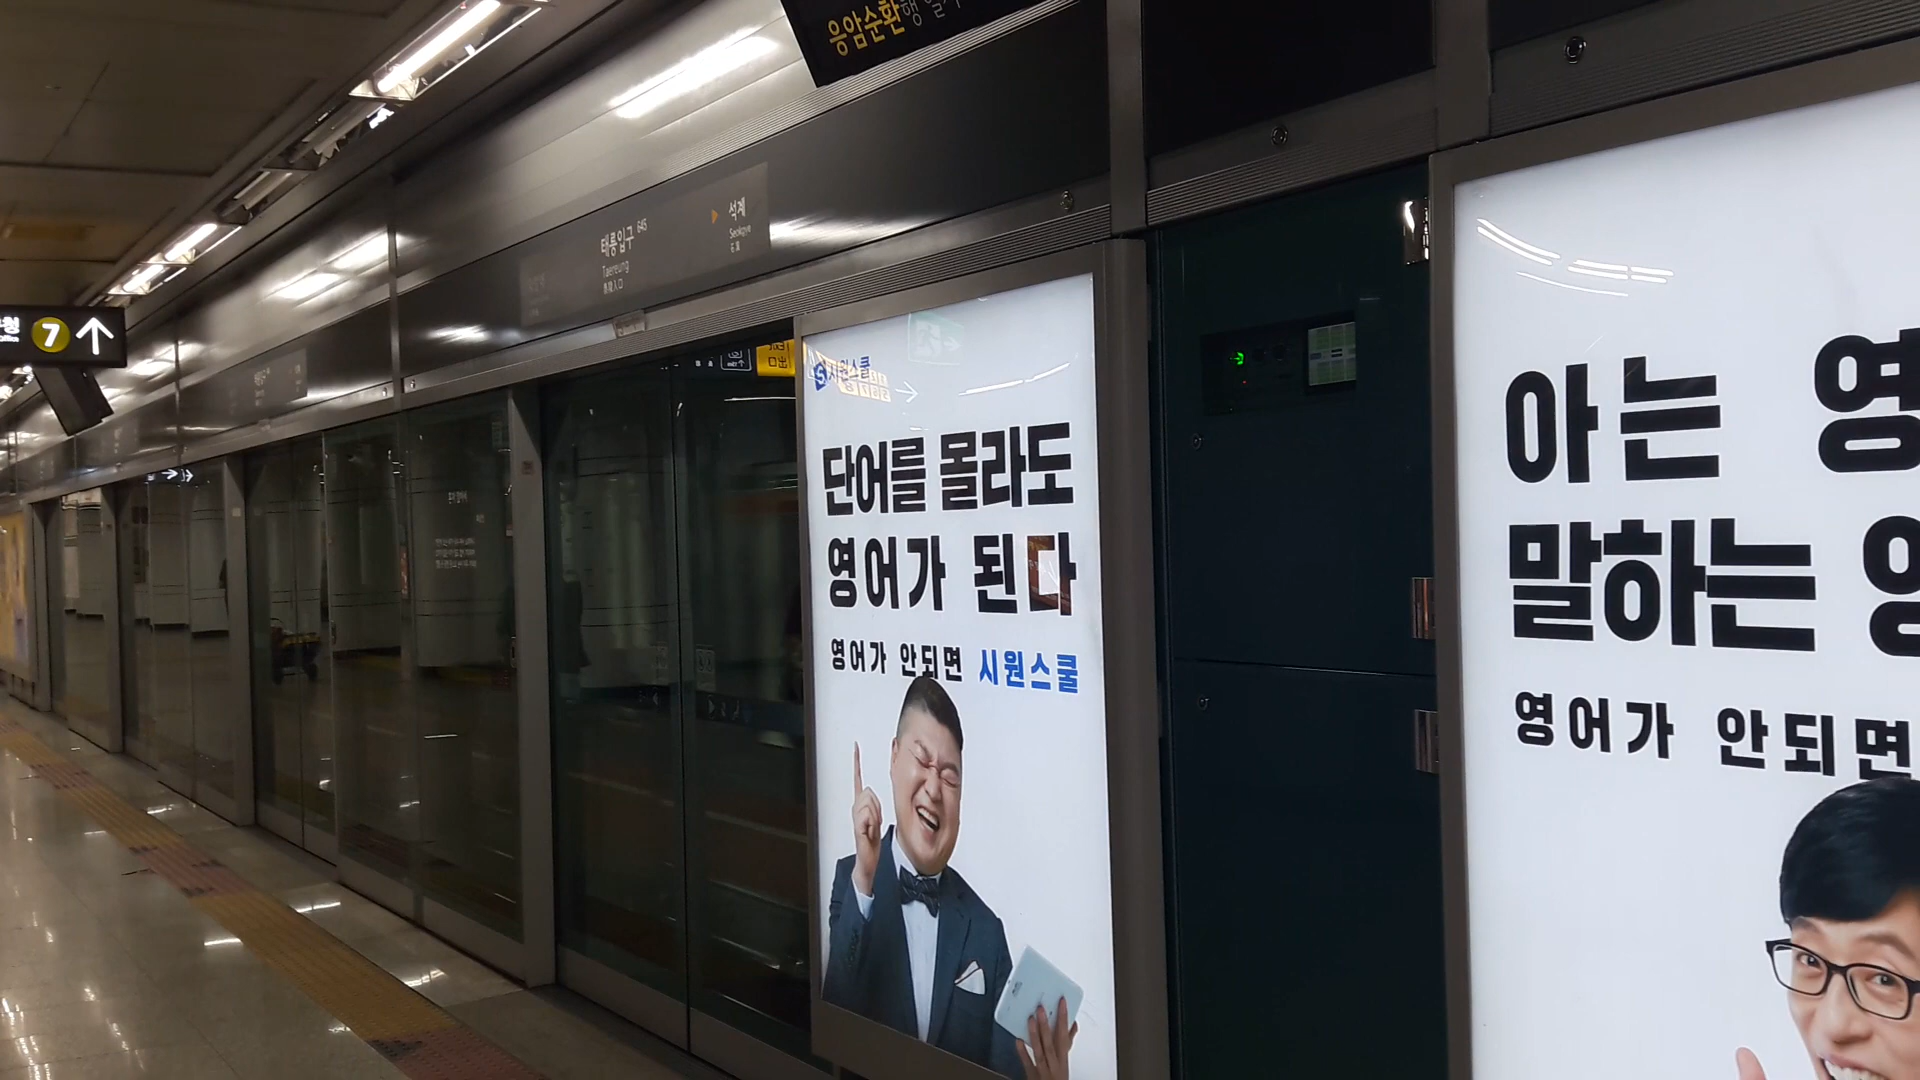 응암순환행
태릉입구 645
Taereung
석계
Seokgye
7
시원스쿨
단어를 몰라도
영어가 된다
영어가 안되면 시원스쿨
아는 영
말하는 영
영어가 안되면